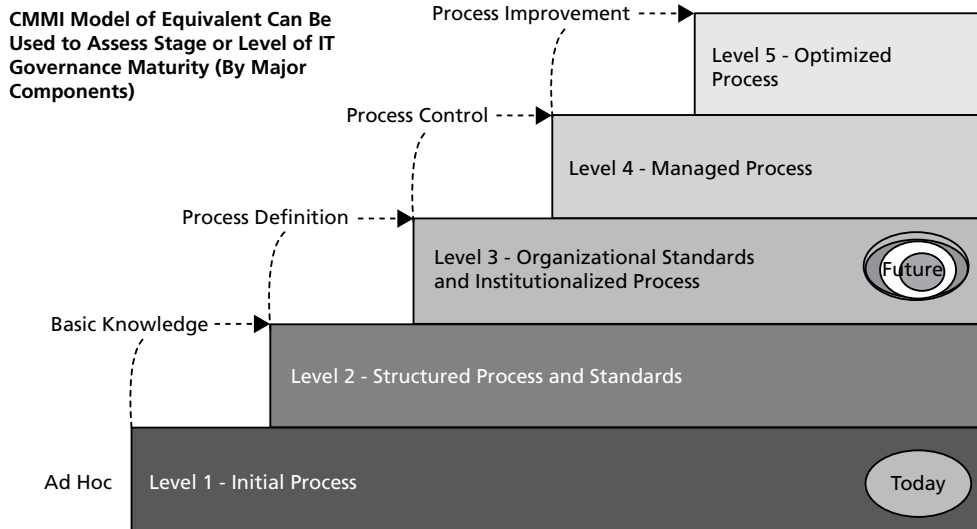 CMMI Model of Equivalent Can Be
Used to Assess Stage or Level of IT
Governance Maturity (By Major
Components)
Process Improvement
Level 5 - Optimized
Process
Process Control
Level 4 - Managed Process
Process Definition
Level 3 - Organizational Standards
and Institutionalized Process
Future
Basic Knowledge
Level 2 - Structured Process and Standards
Ad Hoc
Level 1 - Initial Process
Today